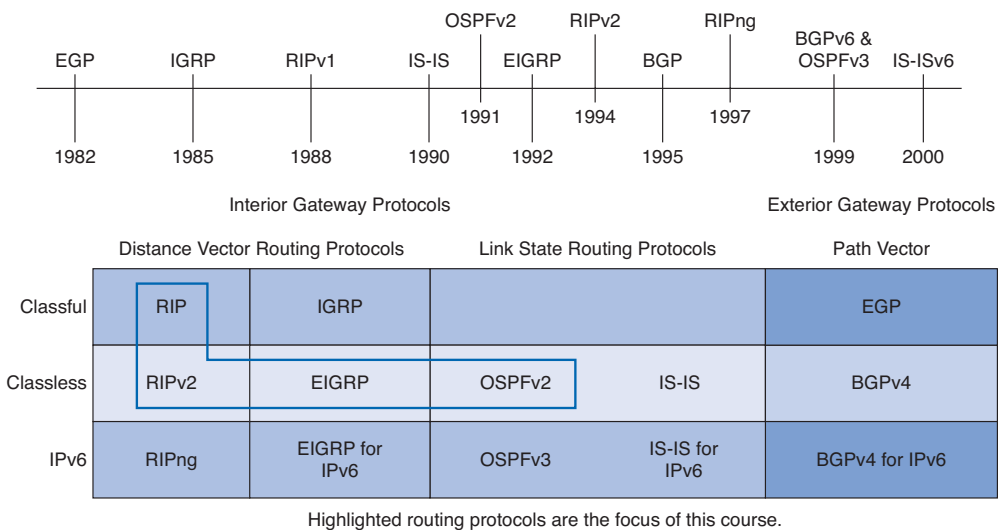 OSPFv2 RIPv2 RIPng
EGP IGRP RIPv1 IS-IS EIGRP BGP BGPv6 & OSPFv3 IS-ISv6
1991 1994 1997
1982 1985 1988 1990 1992 1995 1999 2000
Interior Gateway Protocols Exterior Gateway Protocols
Distance Vector Routing Protocols Link State Routing Protocols Path Vector
Classful RIP IGRP EGP
Classless RIPv2 EIGRP OSPFv2 IS-IS BGPv4
IPv6 RIPng EIGRP for IPv6 OSPFv3 IS-IS for IPv6 BGPv4 for IPv6
Highlighted routing protocols are the focus of this course.